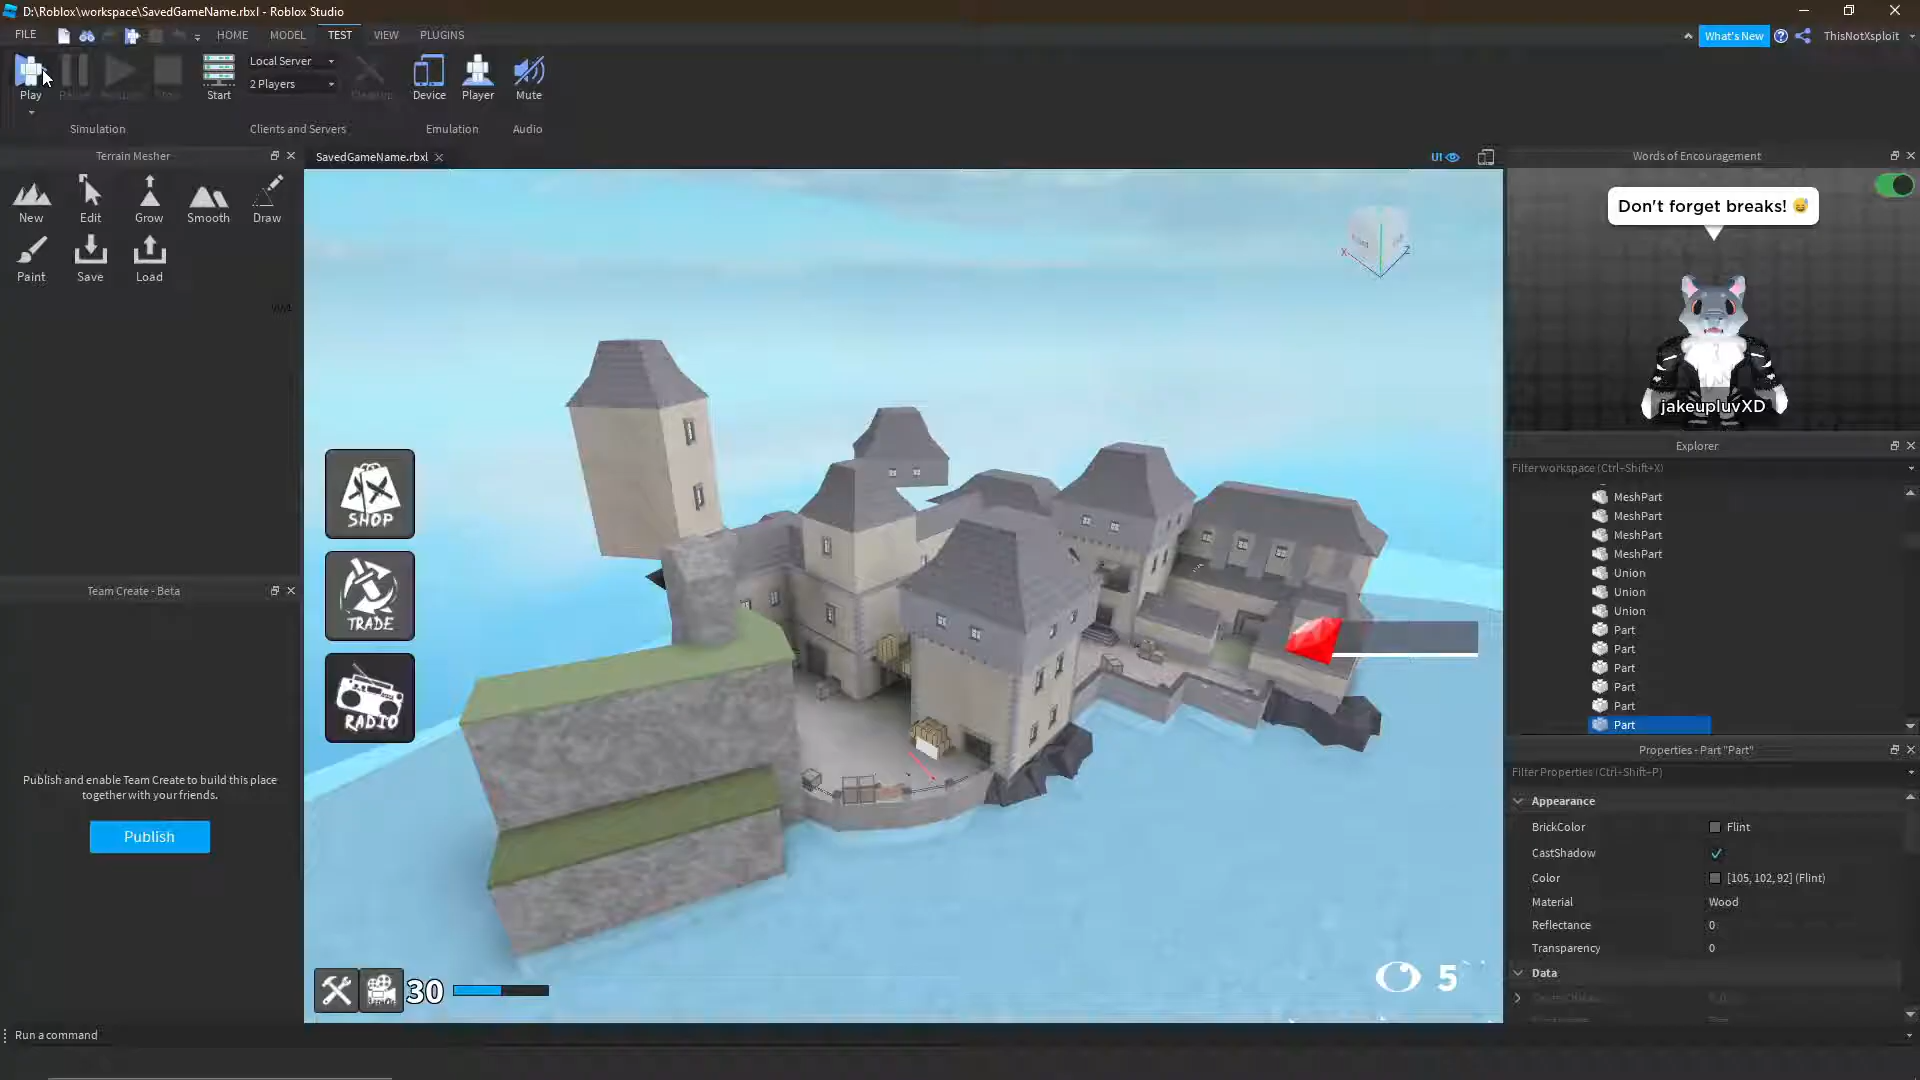 D:\Roblox\workspace\SavedGameName.rbxl - Roblox Studio
FILE HOME MODEL TEST VIEW PLUGINS
What's New
ThisNotXsploit
Play
Start
Local Server
2 Players
Device
Player
Mute
Simulation
Clients and Servers
Emulation
Audio
Terrain Mesher
New
Edit
Grow
Smooth
Draw
Paint
Save
Load
Team Create - Beta
Publish and enable Team Create to build this place
together with your friends.
Publish
SavedGameName.rbxl
UI
X
Z
SHOP
TRADE
RADIO
30
5
Words of Encouragement
Don't forget breaks! 😅
jakeupluvXD
Explorer
Filter workspace (Ctrl+Shift+X)
MeshPart
MeshPart
MeshPart
MeshPart
Union
Union
Union
Part
Part
Part
Part
Part
Part
Properties - Part "Part"
Filter Properties (Ctrl+Shift+P)
Appearance
BrickColor Flint
CastShadow
Color [105, 102, 92] (Flint)
Material Wood
Reflectance 0
Transparency 0
Data
Run a command